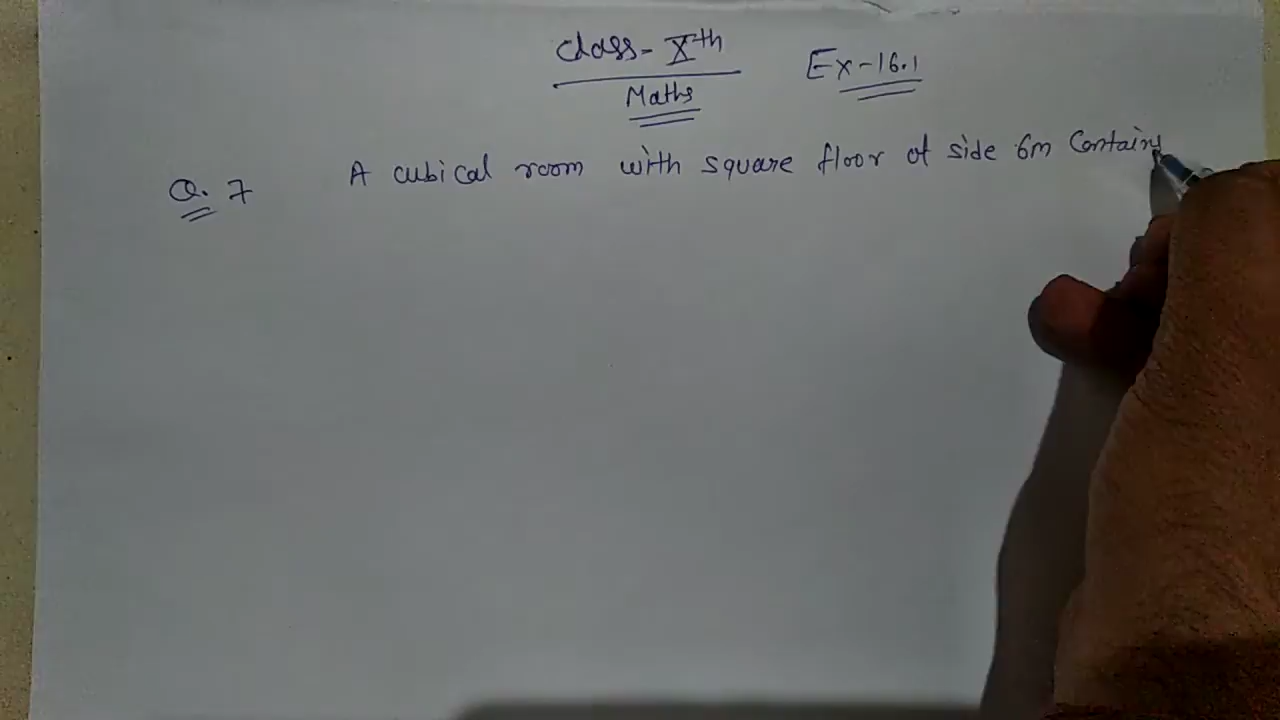 Class - Xth
Maths
Ex-16.1
Q. 7
A cubical room with square floor of side 6m Contains